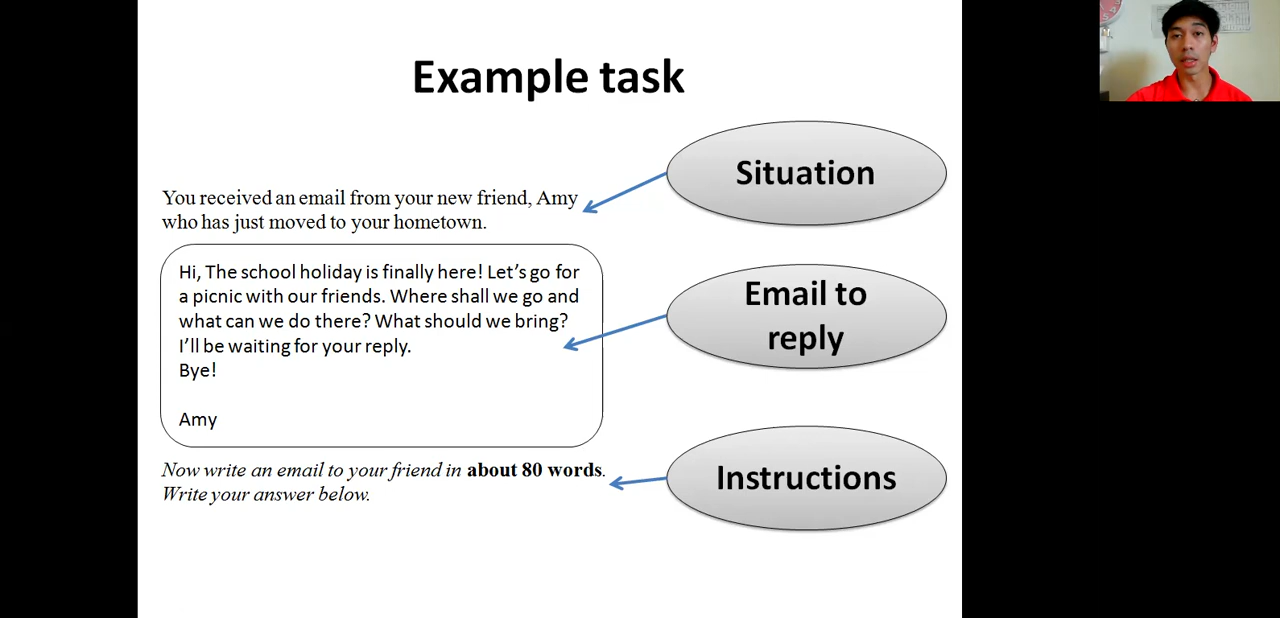 Example task
Situation
You received an email from your new friend, Amy
who has just moved to your hometown.
Hi, The school holiday is finally here! Let's go for
a picnic with our friends. Where shall we go and
what can we do there? What should we bring?
I'll be waiting for your reply.
Bye!
Amy
Email to
reply
Now write an email to your friend in about 80 words.
Write your answer below.
Instructions